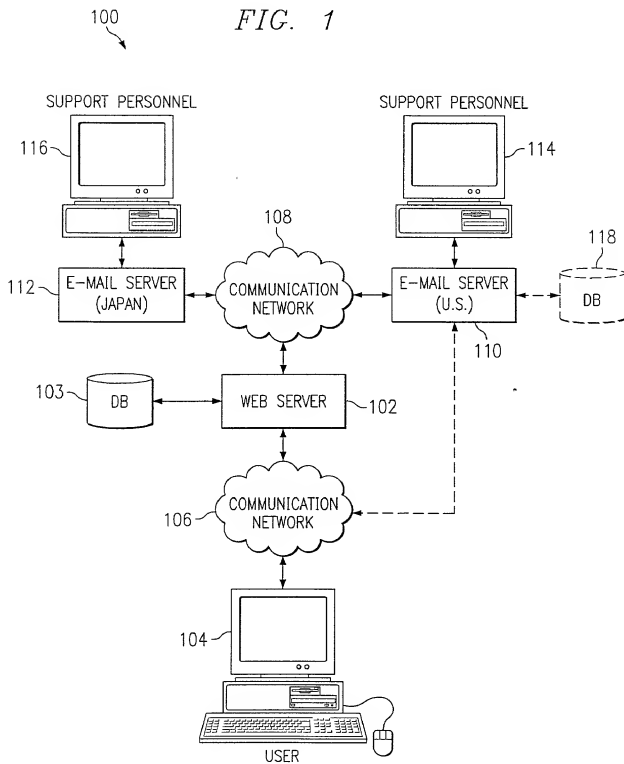 100
FIG. 1
SUPPORT PERSONNEL
116
SUPPORT PERSONNEL
114
108
118
112
E-MAIL SERVER
(JAPAN)
COMMUNICATION
NETWORK
E-MAIL SERVER
(U.S.)
DB
110
103
DB
WEB SERVER
102
106
COMMUNICATION
NETWORK
104
USER